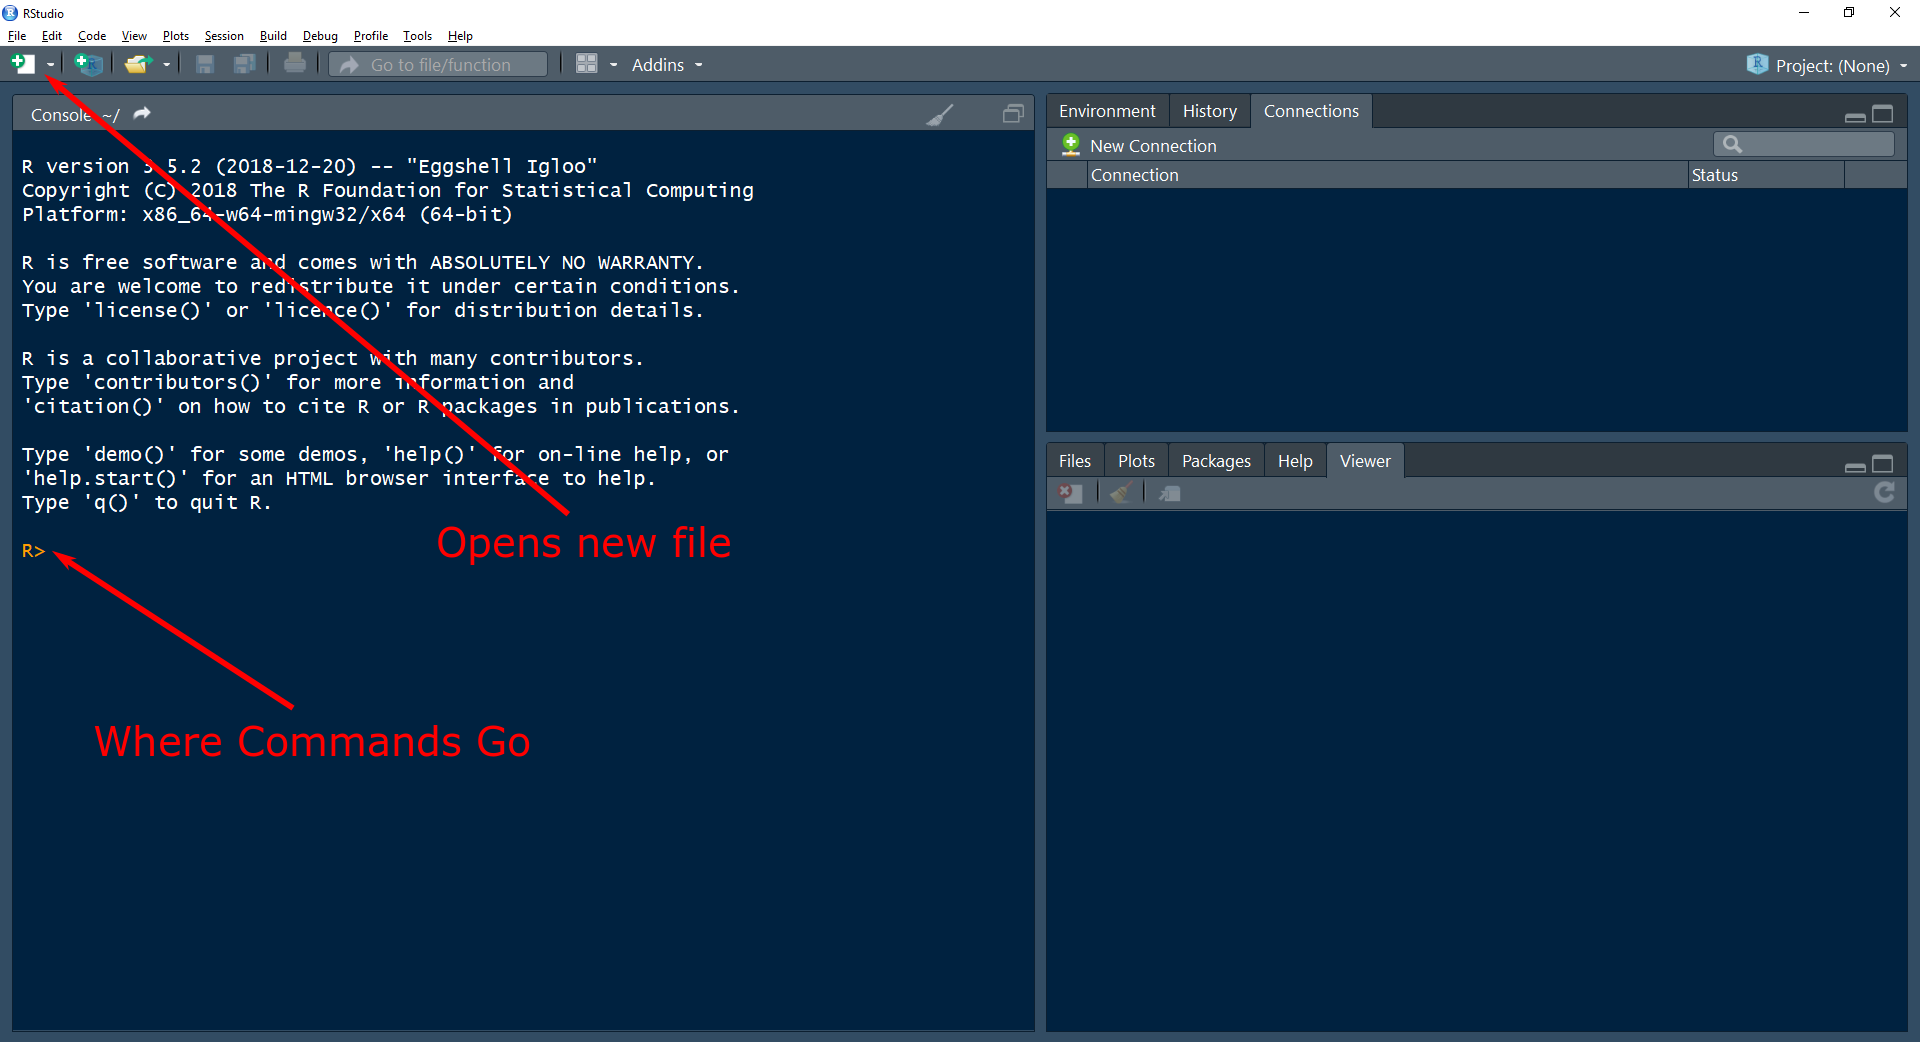 RStudio
File Edit Code View Plots Session Build Debug Profile Tools Help
Go to file/function Addins Project: (None)
Console ~/
R version 3.5.2 (2018-12-20) -- "Eggshell Igloo"
Copyright (C) 2018 The R Foundation for Statistical Computing
Platform: x86_64-w64-mingw32/x64 (64-bit)
R is free software and comes with ABSOLUTELY NO WARRANTY.
You are welcome to redistribute it under certain conditions.
Type 'license()' or 'licence()' for distribution details.
R is a collaborative project with many contributors.
Type 'contributors()' for more information and
'citation()' on how to cite R or R packages in publications.
Type 'demo()' for some demos, 'help()' for on-line help, or
'help.start()' for an HTML browser interface to help.
Type 'q()' to quit R.
R>
Opens new file
Where Commands Go
Environment History Connections
New Connection
Connection Status
Files Plots Packages Help Viewer